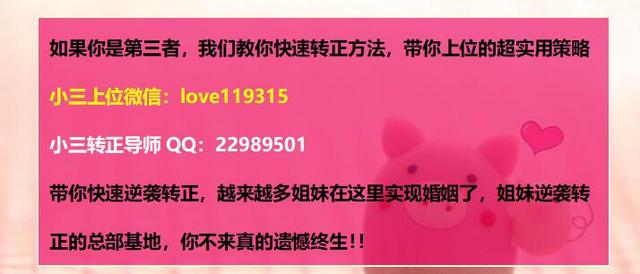 如果你是第三者，我们教你快速转正方法，带你上位的超实用策略
小三上位微信：love119315
小三转正导师 QQ：22989501
带你快速逆袭转正，越来越多姐妹在这里实现婚姻了，姐妹逆袭转
正的总部基地，你不来真的遗憾终生!!